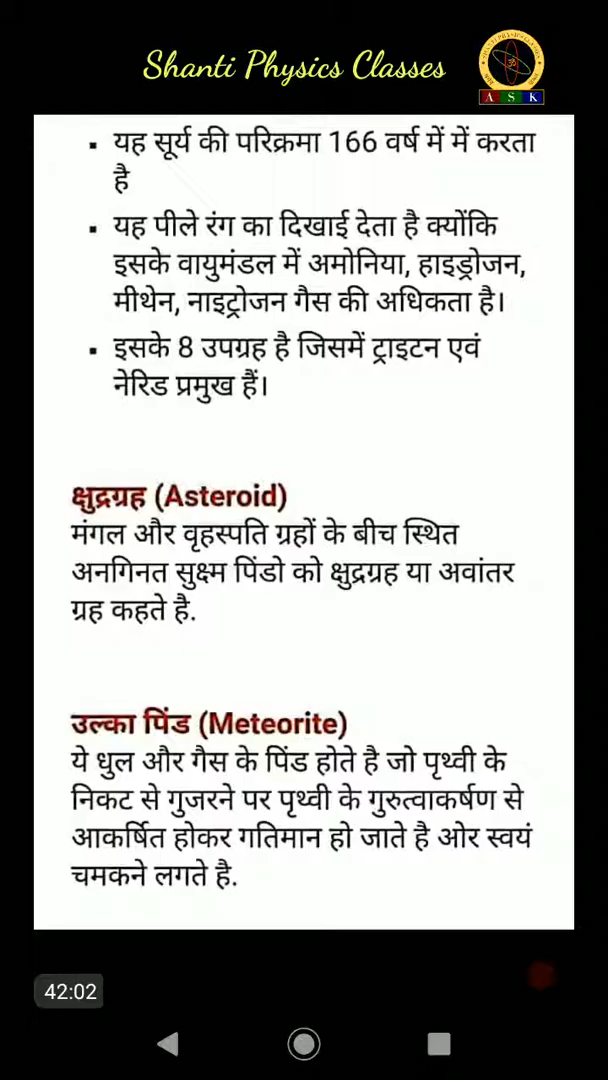 Shanti Physics Classes
A S K
▪ यह सूर्य की परिक्रमा 166 वर्ष में में करता
है
▪ यह पीले रंग का दिखाई देता है क्योंकि
इसके वायुमंडल में अमोनिया, हाइड्रोजन,
मीथेन, नाइट्रोजन गैस की अधिकता है।
▪ इसके 8 उपग्रह है जिसमें ट्राइटन एवं
नेरिड प्रमुख हैं।
क्षुद्रग्रह (Asteroid)
मंगल और वृहस्पति ग्रहों के बीच स्थित
अनगिनत सुक्ष्म पिंडो को क्षुद्रग्रह या अवांतर
ग्रह कहते है.
उल्का पिंड (Meteorite)
ये धुल और गैस के पिंड होते है जो पृथ्वी के
निकट से गुजरने पर पृथ्वी के गुरुत्वाकर्षण से
आकर्षित होकर गतिमान हो जाते है ओर स्वयं
चमकने लगते है.
42:02